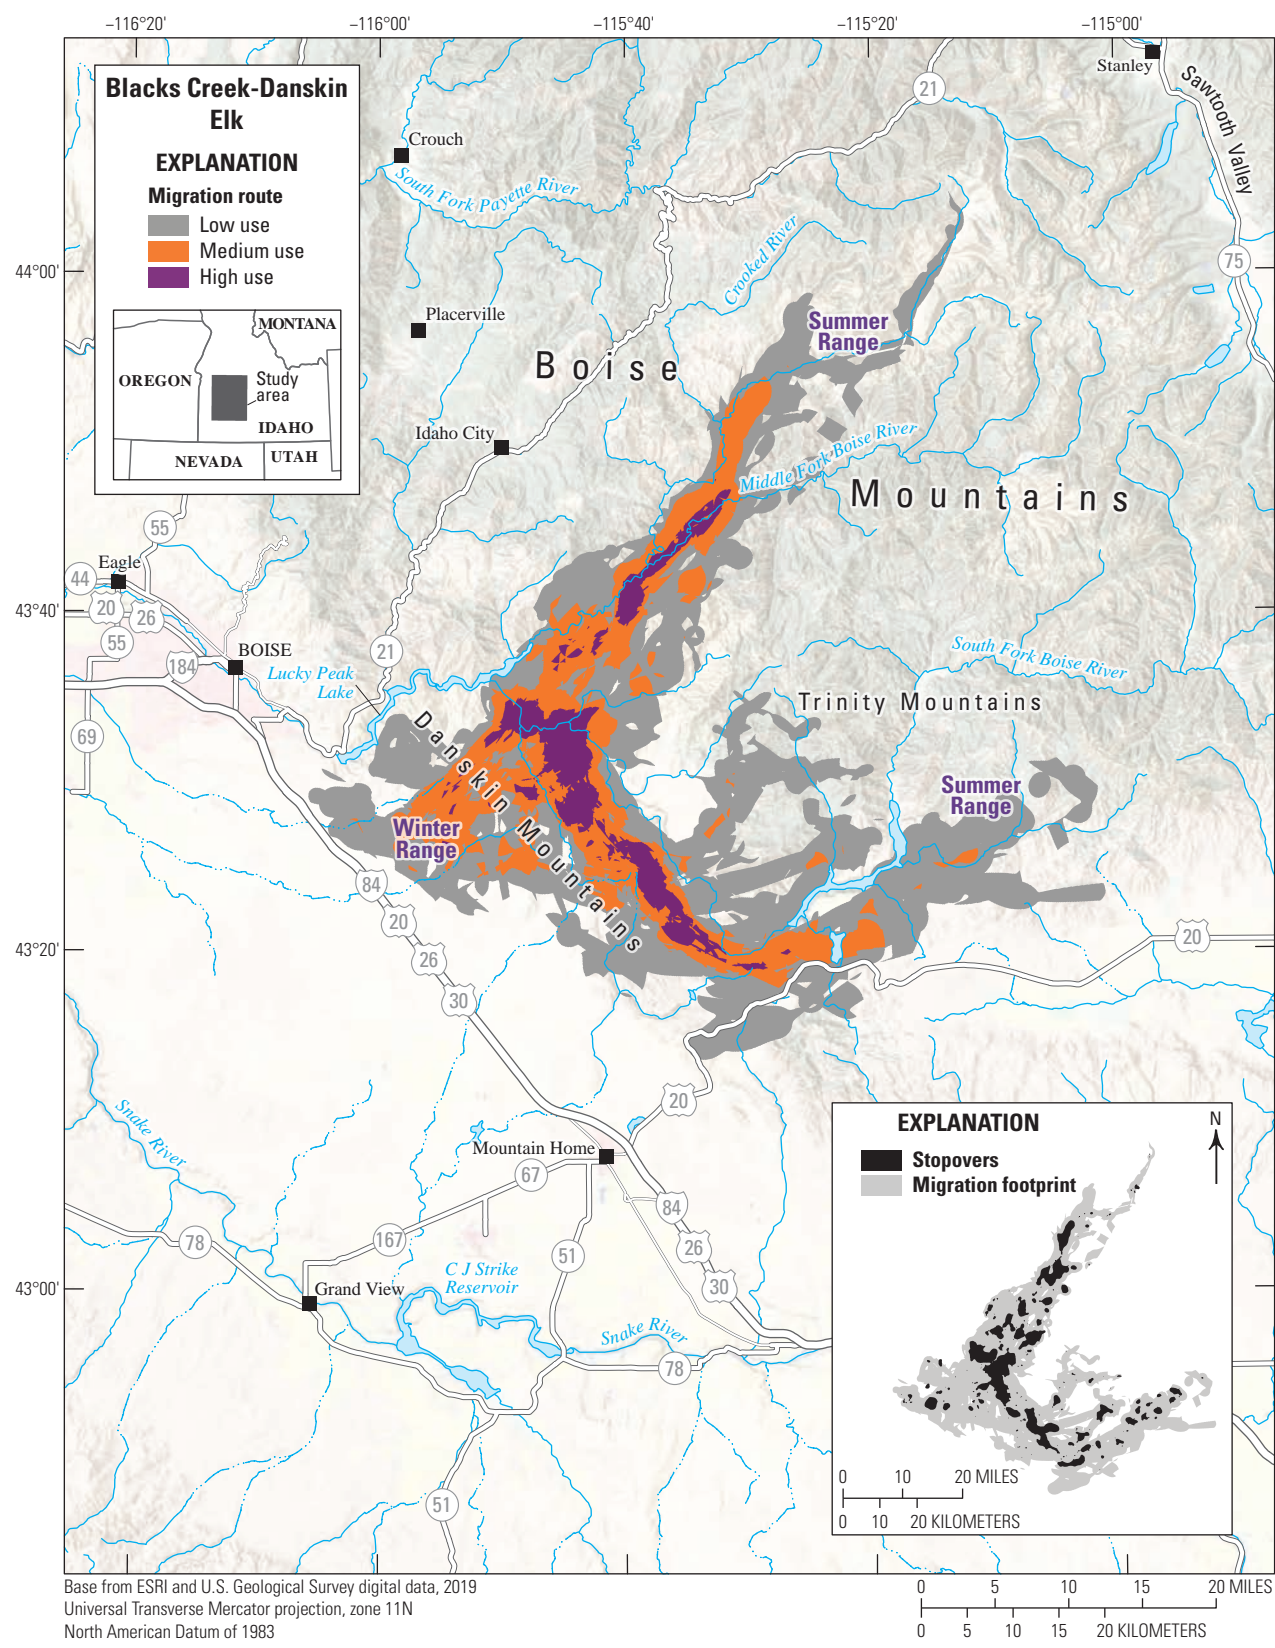 −116°20'
−116°00'
−115°40'
−115°20'
−115°00'
Blacks Creek-Danskin
Elk
EXPLANATION
Migration route
Low use
Medium use
High use
MONTANA
OREGON
Study
area
IDAHO
NEVADA
UTAH
Stanley
Sawtooth Valley
21
Crouch
South Fork Payette River
44°00'
75
Crooked River
Placerville
Summer
Range
Boise
Idaho City
Middle Fork Boise River
Mountains
55
Eagle
44
20
26
43°40'
55
BOISE
184
21
Lucky Peak
Lake
South Fork Boise River
Trinity Mountains
69
Danskin Mountains
Summer
Range
Winter
Range
84
20
26
30
43°20'
20
20
Snake River
Mountain Home
67
84
26
30
78
167
51
C J Strike
Reservoir
43°00'
Grand View
Snake River
78
51
EXPLANATION
N
Stopovers
Migration footprint
0 10 20 MILES
0 10 20 KILOMETERS
Base from ESRI and U.S. Geological Survey digital data, 2019
Universal Transverse Mercator projection, zone 11N
North American Datum of 1983
0 5 10 15 20 MILES
0 5 10 15 20 KILOMETERS